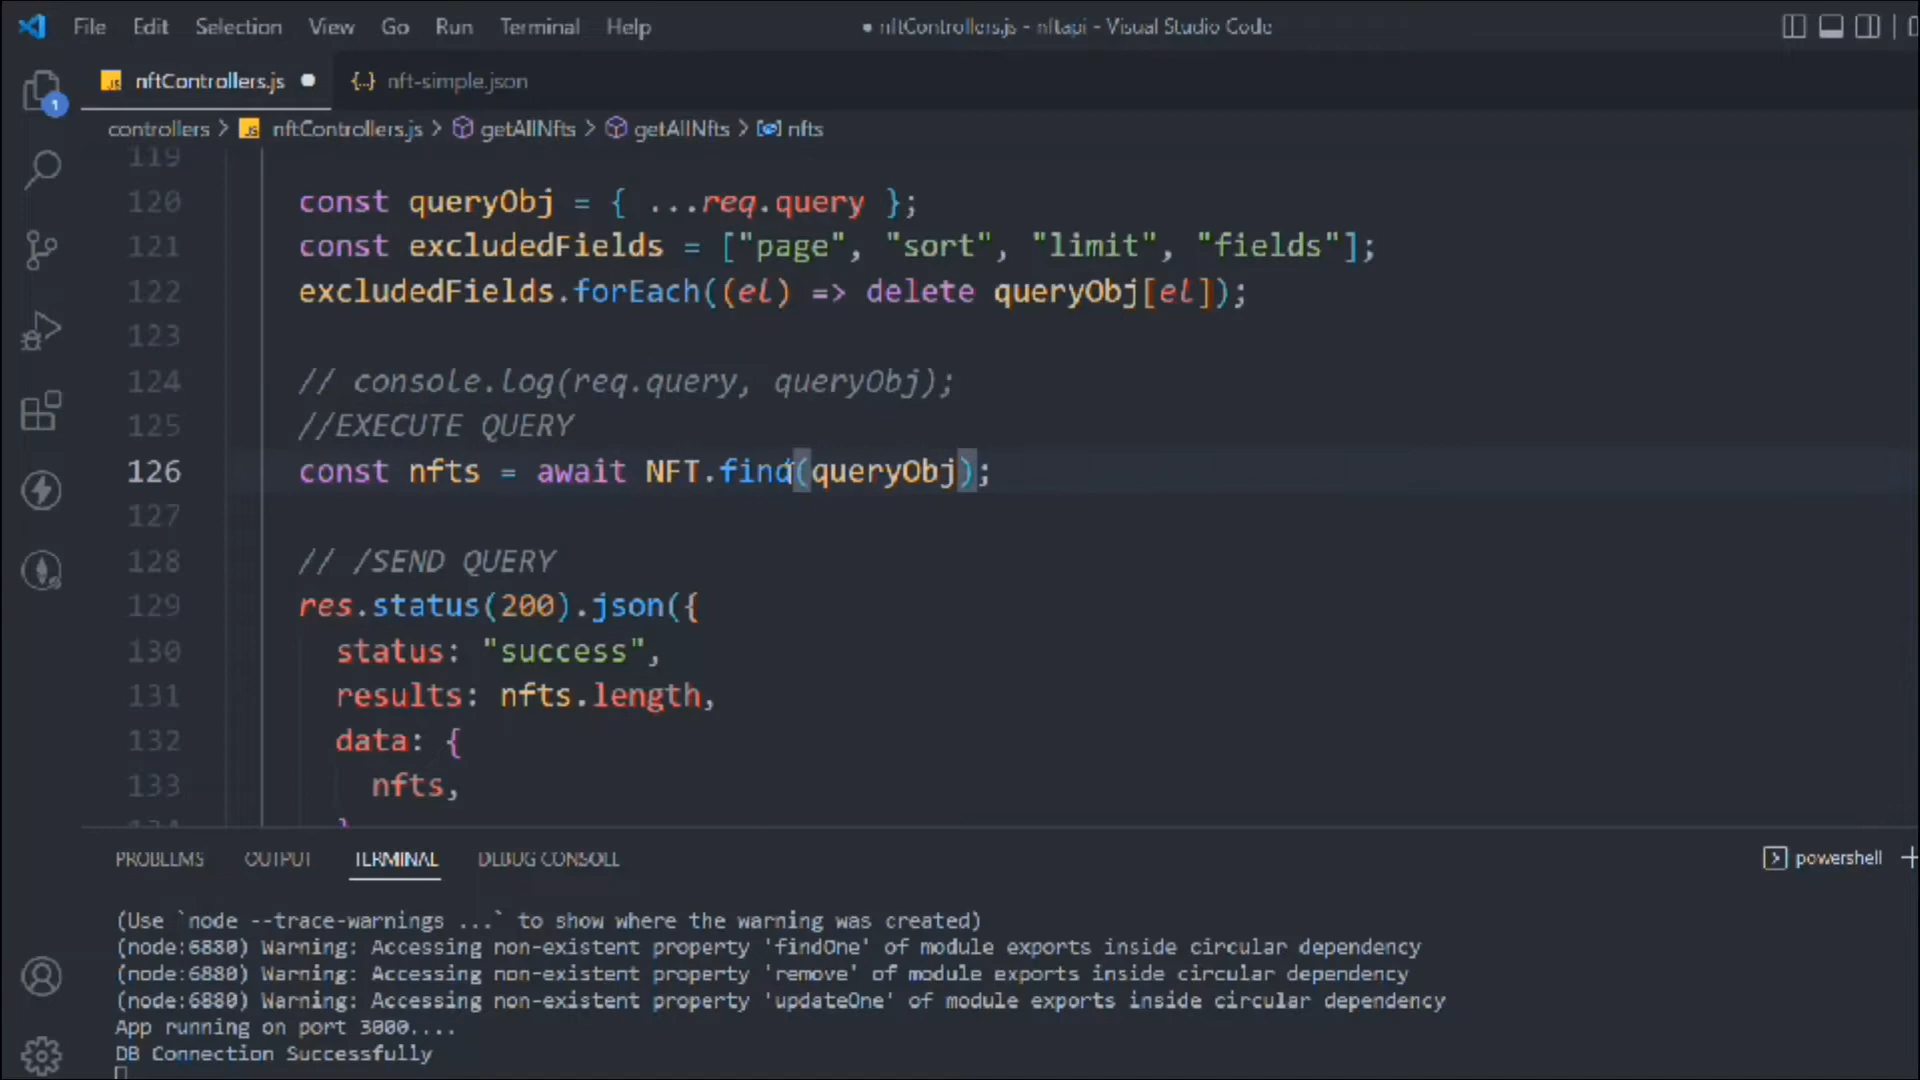 File Edit Selection View Go Run Terminal Help
● nftControllers.js - nftapi - Visual Studio Code
nftControllers.js ●
{..} nft-simple.json
controllers > nftControllers.js > getAllNfts > getAllNfts > nfts
119
120 const queryObj = { ...req.query };
121 const excludedFields = ["page", "sort", "limit", "fields"];
122 excludedFields.forEach((el) => delete queryObj[el]);
123
124 // console.log(req.query, queryObj);
125 //EXECUTE QUERY
126 const nfts = await NFT.find(queryObj);
127
128 // /SEND QUERY
129 res.status(200).json({
130 status: "success",
131 results: nfts.length,
132 data: {
133 nfts,
134 }
PROBLEMS OUTPUT TERMINAL DEBUG CONSOLE
powershell
(Use `node --trace-warnings ...` to show where the warning was created)
(node:6880) Warning: Accessing non-existent property 'findOne' of module exports inside circular dependency
(node:6880) Warning: Accessing non-existent property 'remove' of module exports inside circular dependency
(node:6880) Warning: Accessing non-existent property 'updateOne' of module exports inside circular dependency
App running on port 3000....
DB Connection Successfully
1